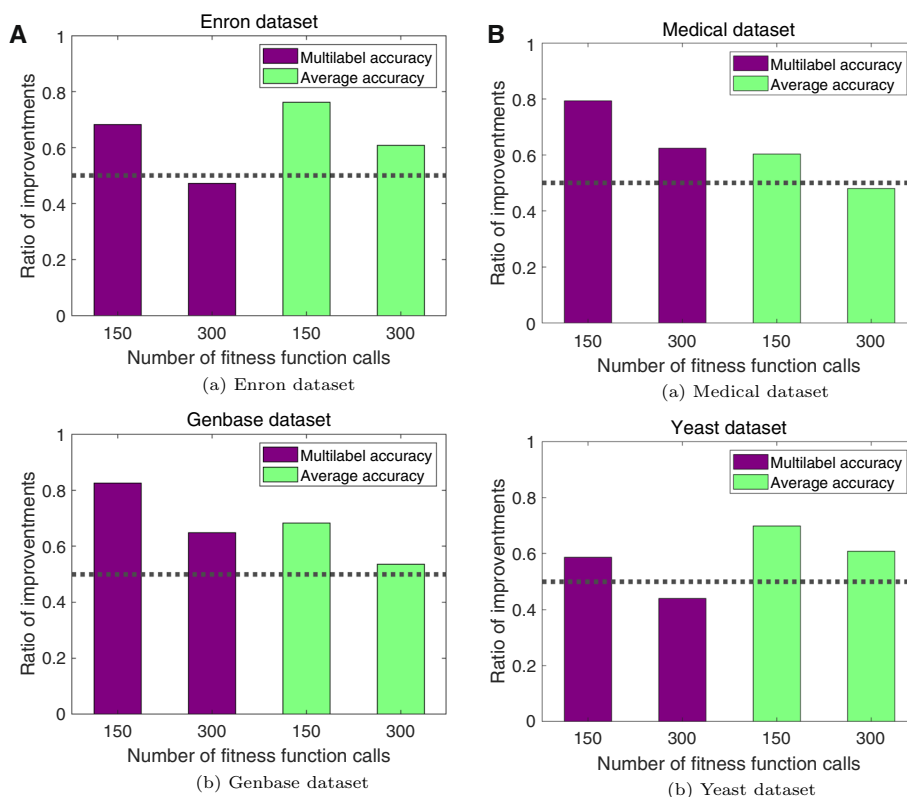 A
Enron dataset
1
0.8
0.6
0.4
0.2
0
Ratio of improventments
Multilabel accuracy
Average accuracy
150
300
150
300
Number of fitness function calls
(a) Enron dataset
B
Medical dataset
1
0.8
0.6
0.4
0.2
0
Ratio of improventments
Multilabel accuracy
Average accuracy
150
300
150
300
Number of fitness function calls
(a) Medical dataset
Genbase dataset
1
0.8
0.6
0.4
0.2
0
Ratio of improventments
Multilabel accuracy
Average accuracy
150
300
150
300
Number of fitness function calls
(b) Genbase dataset
Yeast dataset
1
0.8
0.6
0.4
0.2
0
Ratio of improventments
Multilabel accuracy
Average accuracy
150
300
150
300
Number of fitness function calls
(b) Yeast dataset